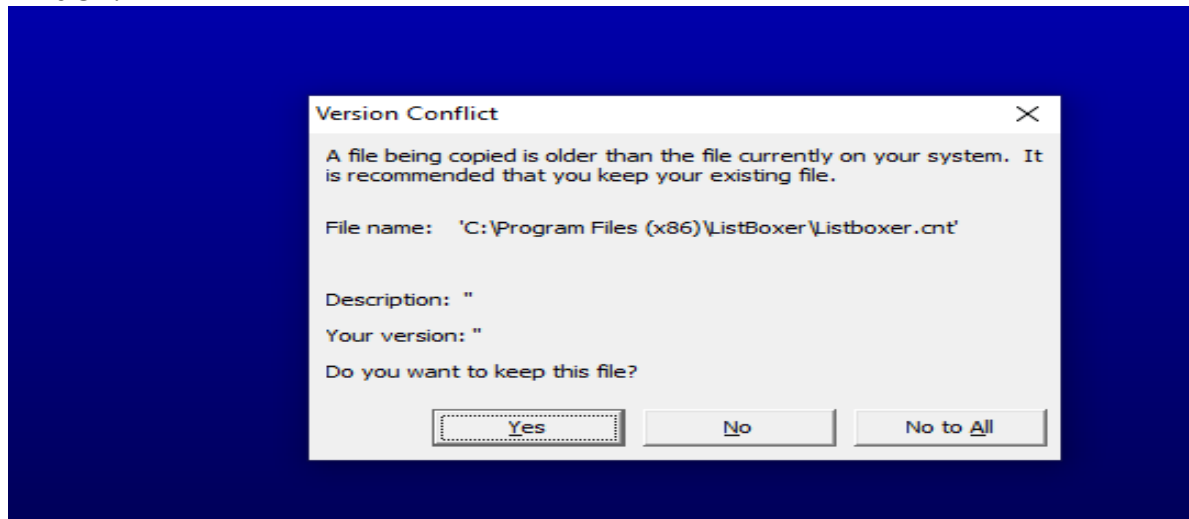 Version Conflict
A file being copied is older than the file currently on your system. It
is recommended that you keep your existing file.
File name: 'C:\Program Files (x86)\ListBoxer\Listboxer.cnt'
Description: ''
Your version: ''
Do you want to keep this file?
Yes No No to All